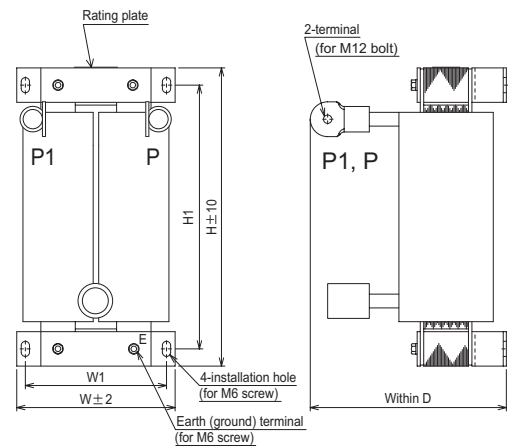 Rating plate
2-terminal
(for M12 bolt)
P1
P
P1, P
H1
H±10
E
W1
4-installation hole
(for M6 screw)
W±2
Within D
Earth (ground) terminal
(for M6 screw)